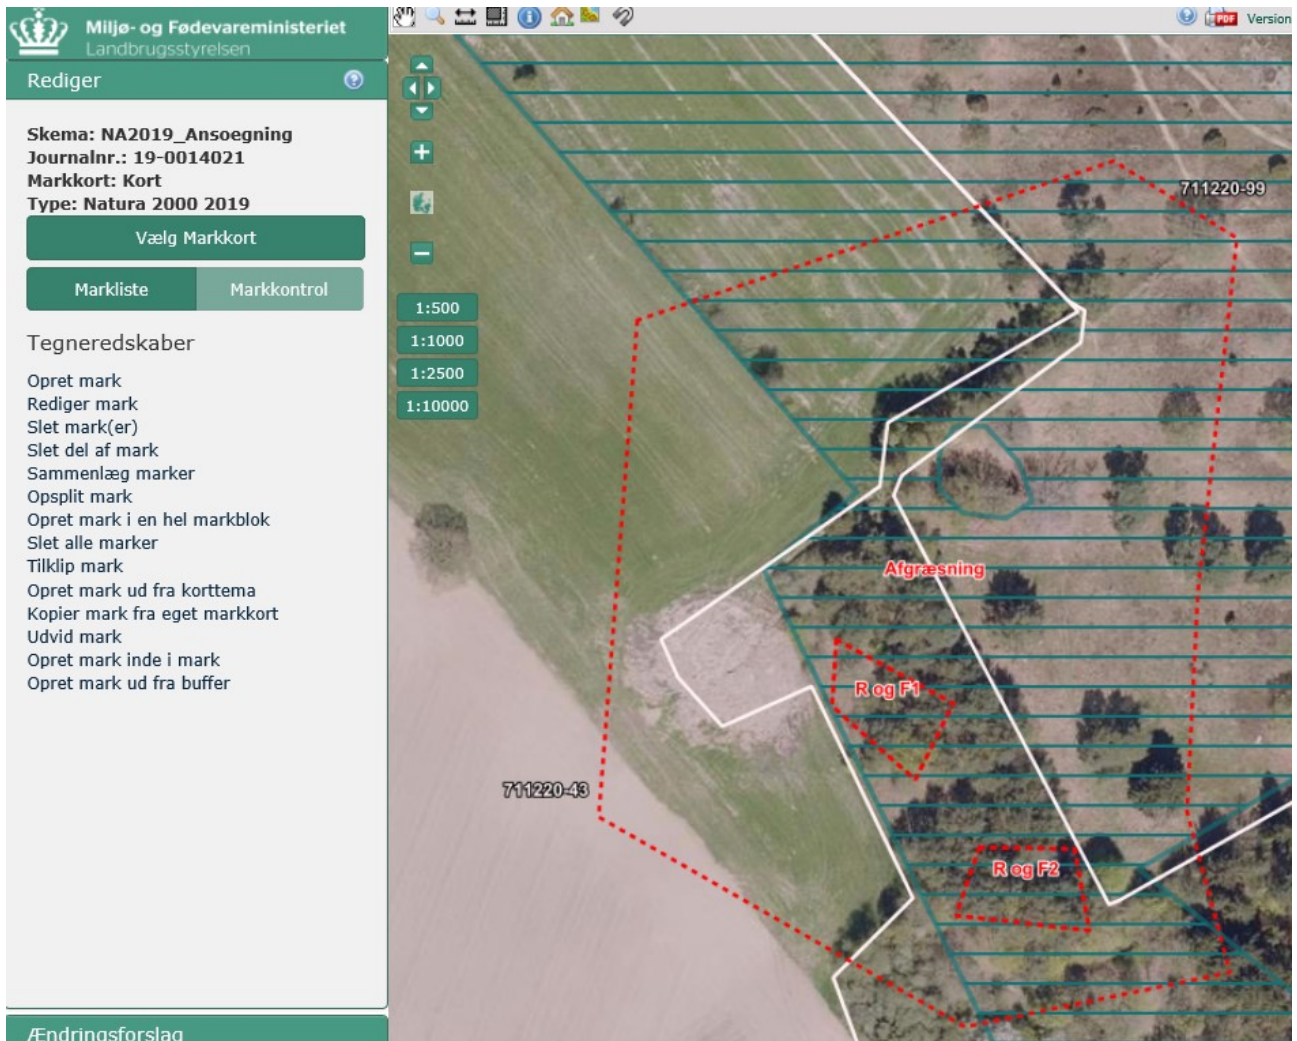 Miljø- og Fødevareministeriet
Landbrugsstyrelsen
PDF
Version
Rediger
Skema: NA2019_Ansoegning
Journalnr.: 19-0014021
Markkort: Kort
Type: Natura 2000 2019
Vælg Markkort
Markliste
Markkontrol
Tegneredskaber
Opret mark
Rediger mark
Slet mark(er)
Slet del af mark
Sammenlæg marker
Opsplit mark
Opret mark i en hel markblok
Slet alle marker
Tilklip mark
Opret mark ud fra korttema
Kopier mark fra eget markkort
Udvid mark
Opret mark inde i mark
Opret mark ud fra buffer
Ændringsforslag
1:500
1:1000
1:2500
1:10000
711220-99
Afgræsning
R og F1
711220-43
R og F2